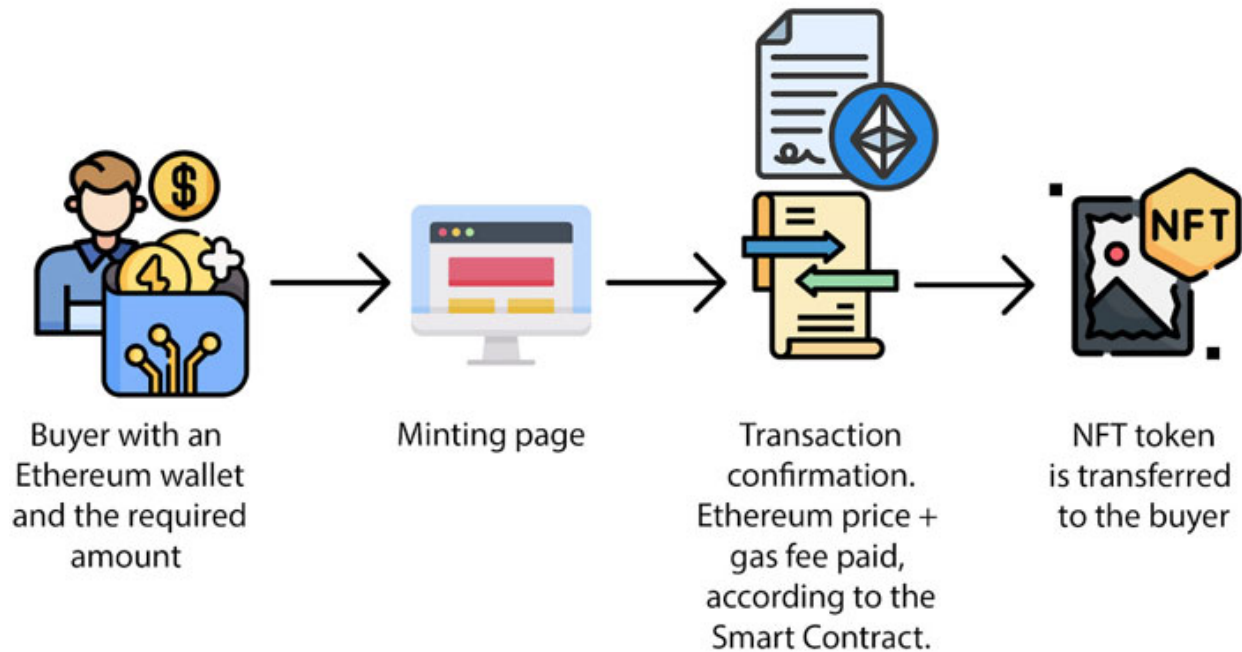 $
NFT
Buyer with an
Ethereum wallet
and the required
amount
Minting page
Transaction
confirmation.
Ethereum price +
gas fee paid,
according to the
Smart Contract.
NFT token
is transferred
to the buyer